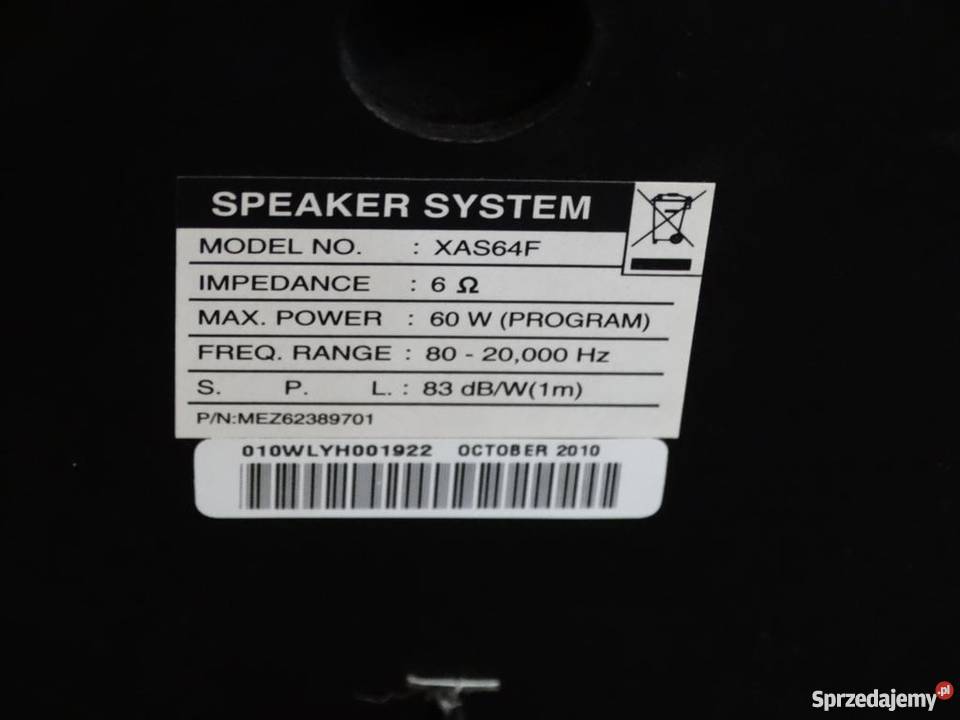 SPEAKER SYSTEM
MODEL NO. : XAS64F
IMPEDANCE : 6 Ω
MAX. POWER : 60 W (PROGRAM)
FREQ. RANGE : 80 - 20,000 Hz
S. P. L. : 83 dB/W(1m)
P/N:MEZ62389701
010WLYH001922 OCTOBER 2010
Sprzedajemy.pl